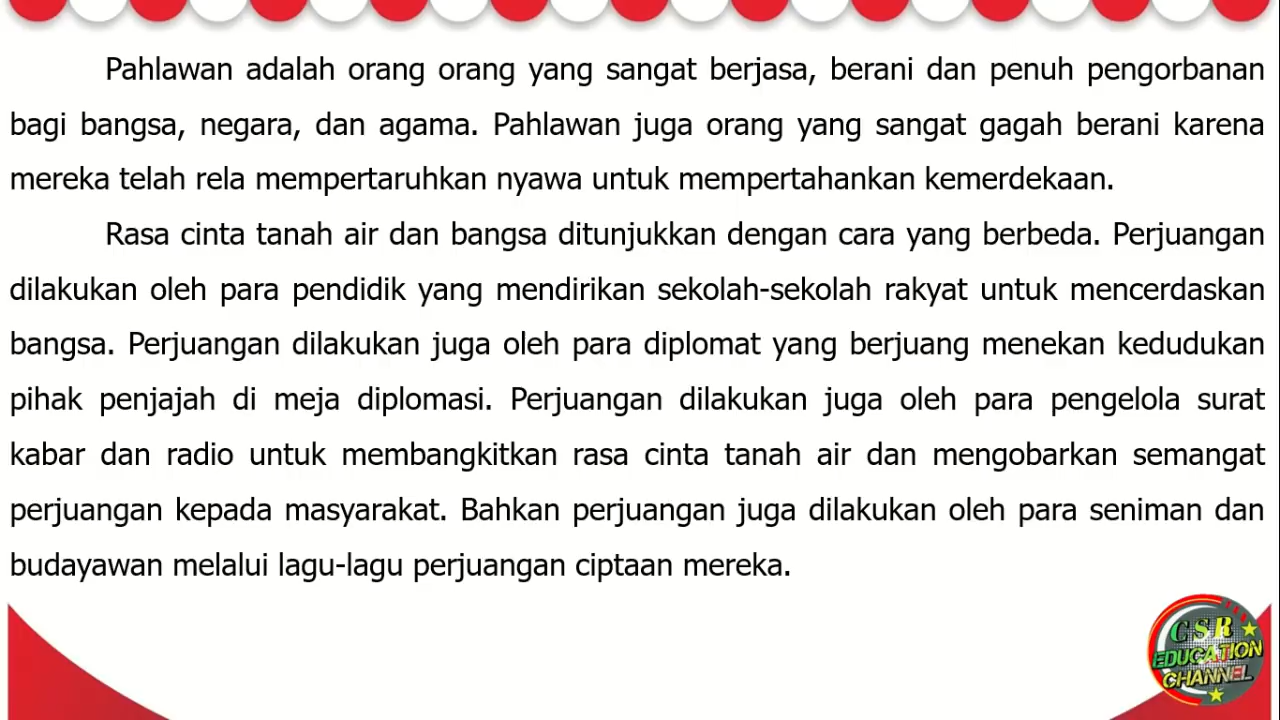 Pahlawan adalah orang orang yang sangat berjasa, berani dan penuh pengorbanan
bagi bangsa, negara, dan agama. Pahlawan juga orang yang sangat gagah berani karena
mereka telah rela mempertaruhkan nyawa untuk mempertahankan kemerdekaan.
Rasa cinta tanah air dan bangsa ditunjukkan dengan cara yang berbeda. Perjuangan
dilakukan oleh para pendidik yang mendirikan sekolah-sekolah rakyat untuk mencerdaskan
bangsa. Perjuangan dilakukan juga oleh para diplomat yang berjuang menekan kedudukan
pihak penjajah di meja diplomasi. Perjuangan dilakukan juga oleh para pengelola surat
kabar dan radio untuk membangkitkan rasa cinta tanah air dan mengobarkan semangat
perjuangan kepada masyarakat. Bahkan perjuangan juga dilakukan oleh para seniman dan
budayawan melalui lagu-lagu perjuangan ciptaan mereka.
CSR
EDUCATION
CHANNEL